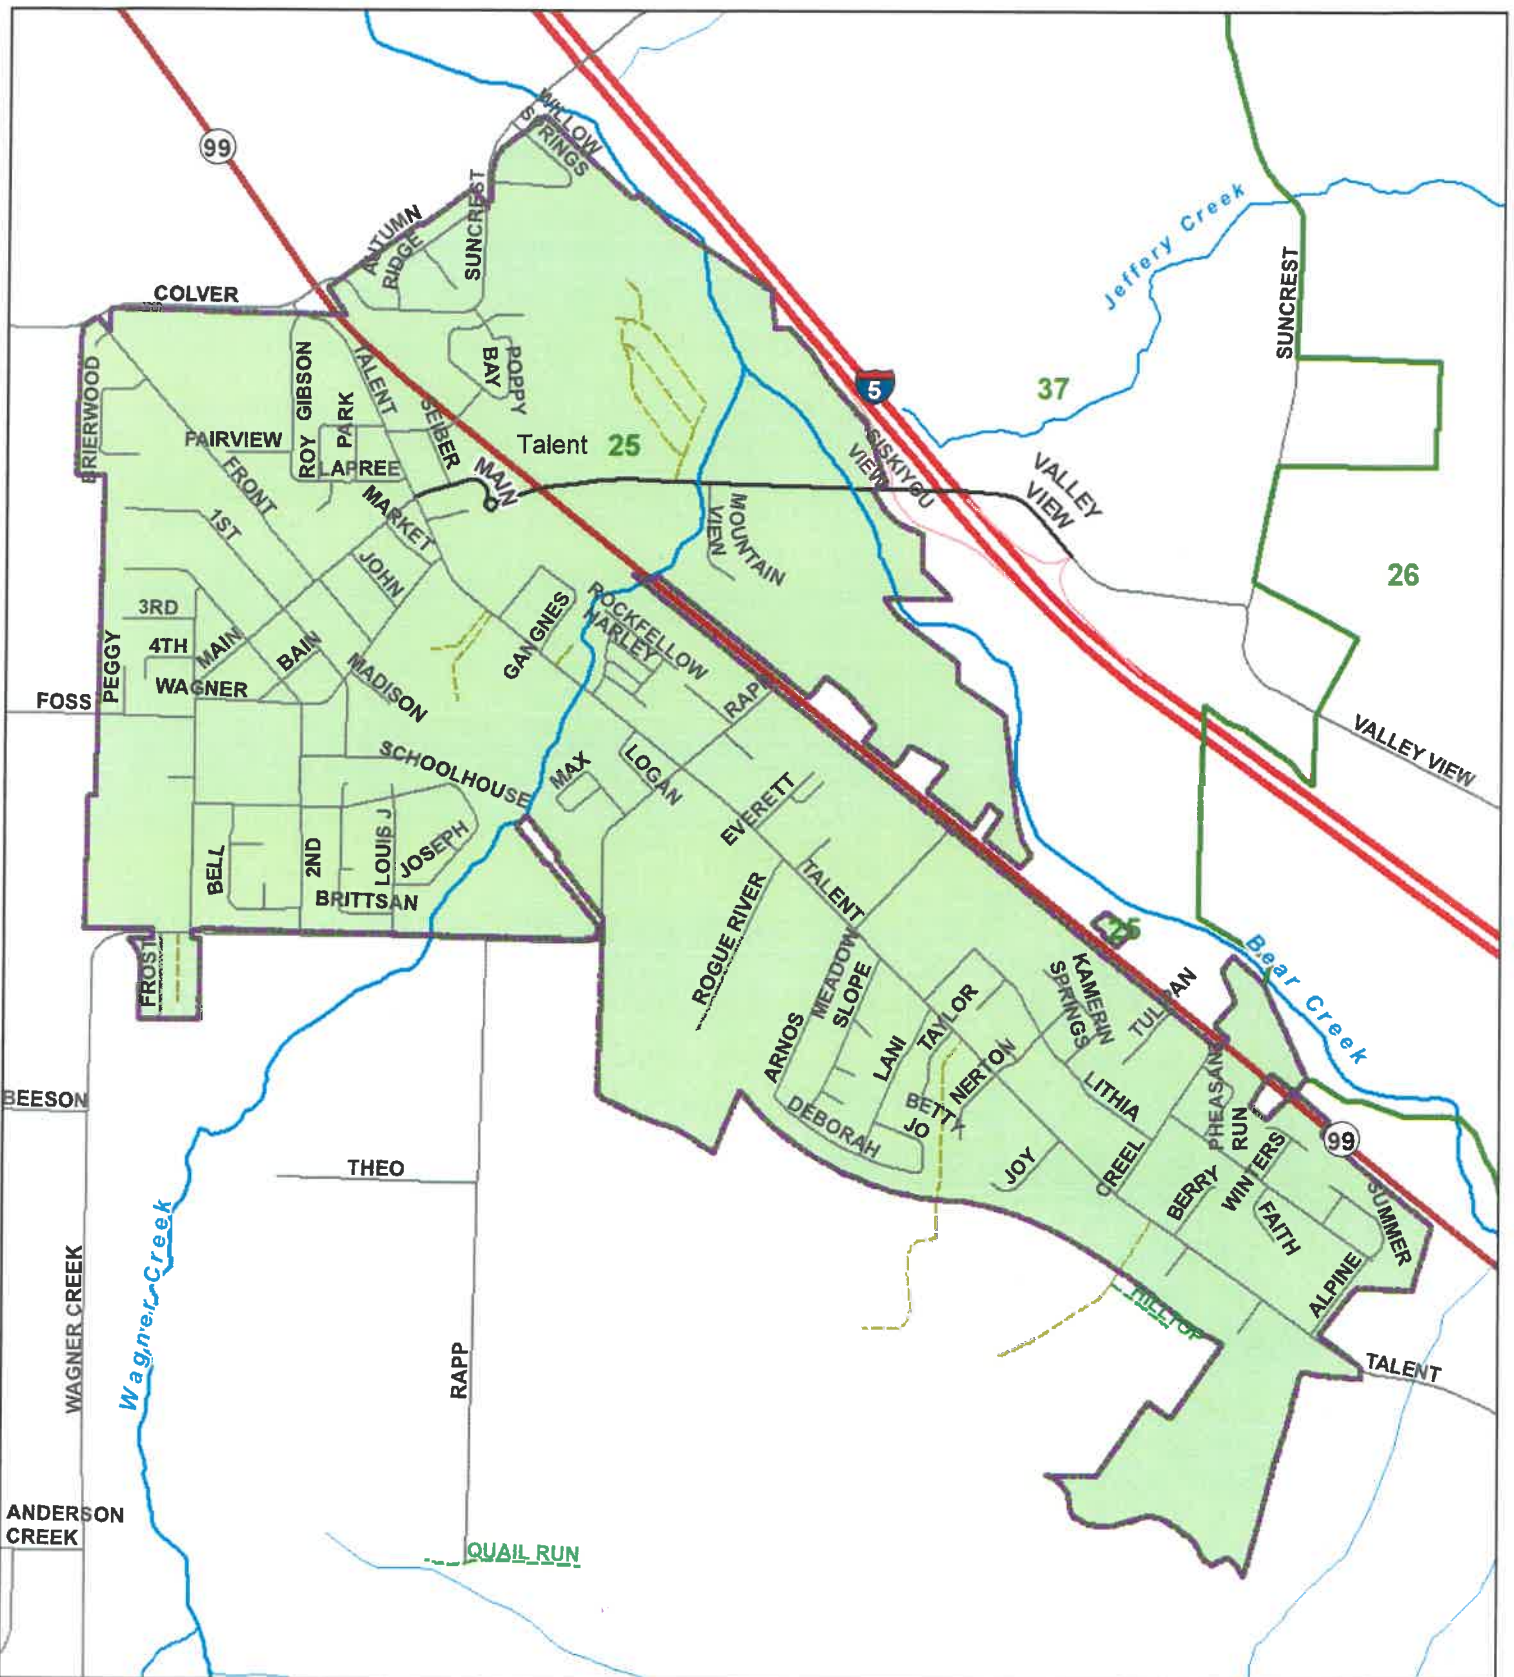 WILLOW
SPRINGS
99
AUTUMN
RIDGE
SUNCREST
Jeffery Creek
COLVER
SUNCREST
BRIERWOOD
ROY GIBSON
PARK
TALENT
BAY
POPPY
5
37
SEIBER
PAIRVIEW
LAPREE
Talent 25
SISKIYOU
VIEW
VALLEY
VIEW
FRONT
MAIN
MARKET
1ST
MOUNTAIN
VIEW
JOHN
26
3RD
4TH
MAIN
BAIN
PEGGY
WAGNER
MADISON
GANGNES
ROCKFELLOW
HARLEY
RAPP
FOSS
VALLEY VIEW
SCHOOLHOUSE
MAX
LOGAN
EVERETT
BELL
2ND
LOUIS J
JOSEPH
BRITTSAN
TALENT
ROGUE RIVER
25
Bear Creek
FROST
MEADOW
SLOPE
ARNOS
LANI
TAYLOR
NERTON
KAMERIN
SPRINGS
TULIPAN
BEESON
DEBORAH
BETTY
JO
LITHIA
PHEASANT
RUN
99
THEO
JOY
CREEL
BERRY
WINTERS
FAITH
SUMMER
ALPINE
WAGNER CREEK
Wagner Creek
HILLTOP
RAPP
TALENT
ANDERSON
CREEK
QUAIL RUN